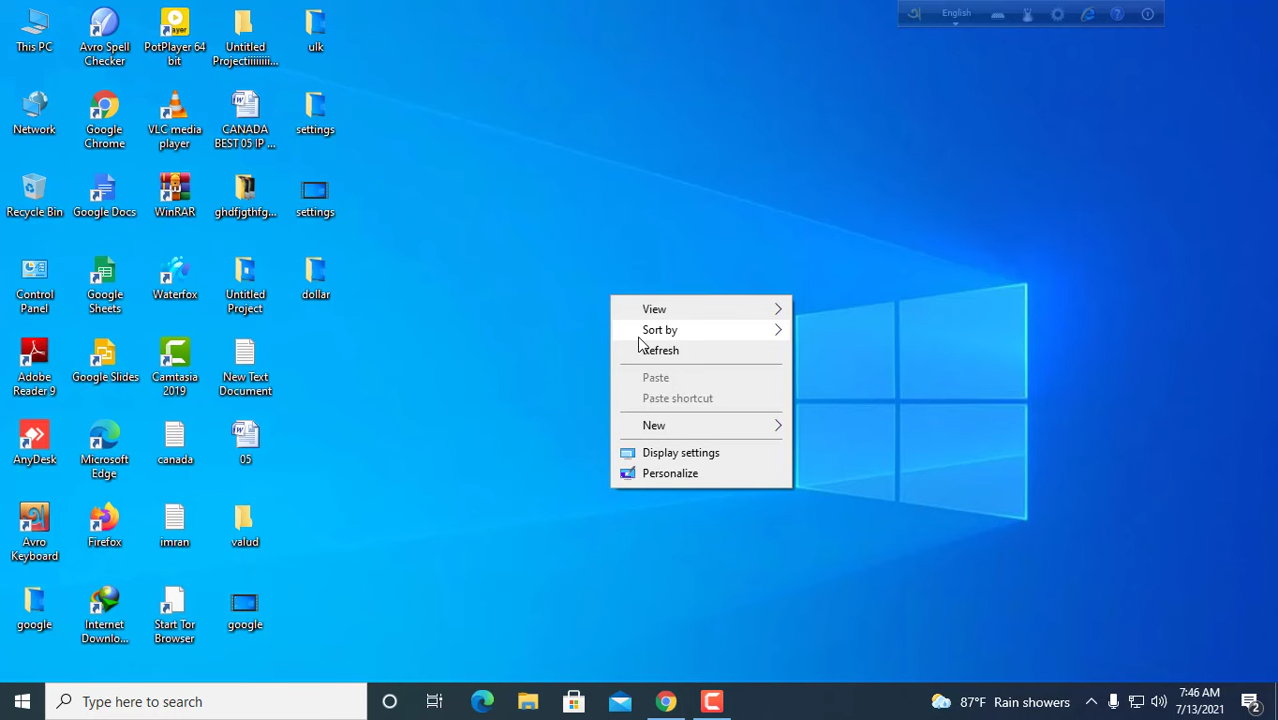 English
This PC
Avro Spell
Checker
PotPlayer 64
bit
Untitled
Projectiiiiiiii...
ulk
Network
Google
Chrome
VLC media
player
CANADA
BEST 05 IP ...
settings
Recycle Bin
Google Docs
WinRAR
ghdfjgthfg...
settings
Control
Panel
Google
Sheets
Waterfox
Untitled
Project
dollar
Adobe
Reader 9
Google Slides
Camtasia
2019
New Text
Document
AnyDesk
Microsoft
Edge
canada
05
Avro
Keyboard
Firefox
imran
valud
google
Internet
Downlo...
Start Tor
Browser
google
View
Sort by
Refresh
Paste
Paste shortcut
New
Display settings
Personalize
Type here to search
87°F Rain showers
7:46 AM
7/13/2021
2